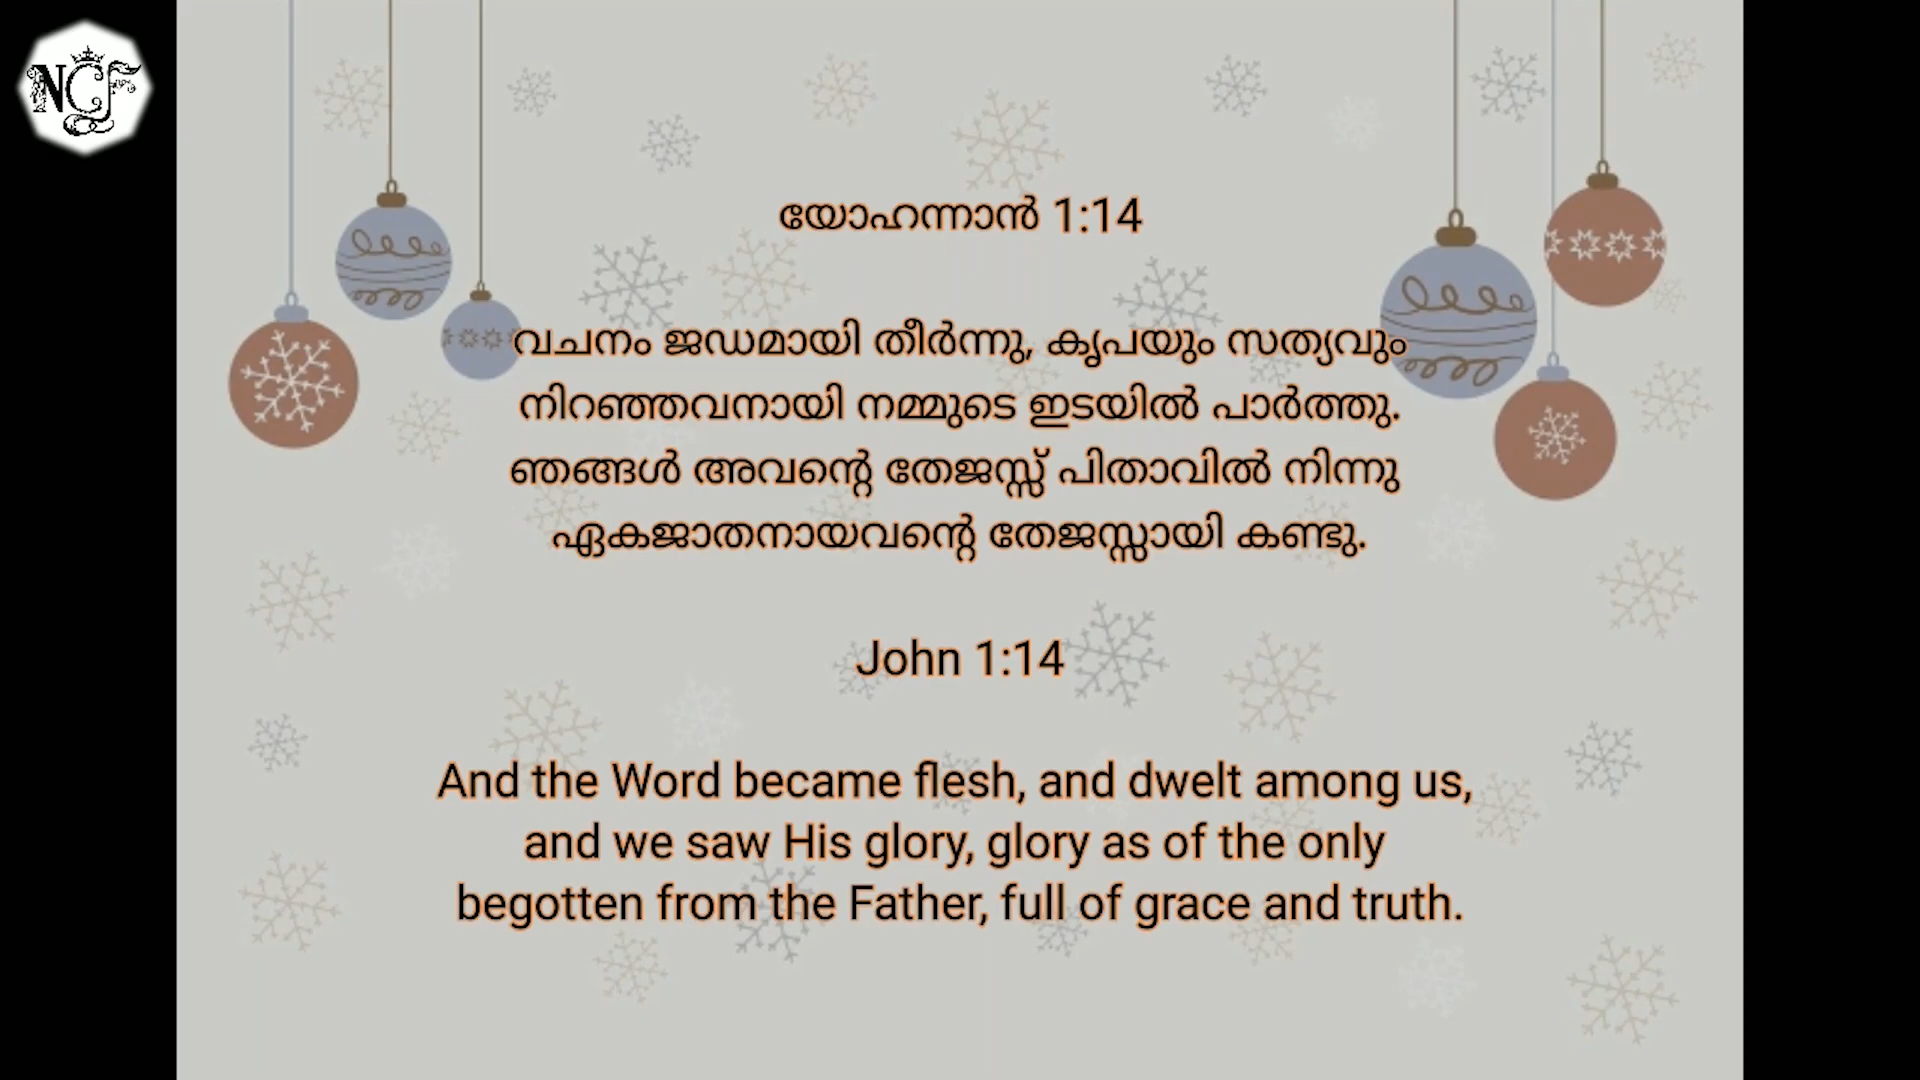 NCF
യോഹന്നാൻ 1:14
വചനം ജഡമായി തീർന്നു, കൃപയും സത്യവും
നിറഞ്ഞവനായി നമ്മുടെ ഇടയിൽ പാർത്തു.
ഞങ്ങൾ അവന്റെ തേജസ്സ് പിതാവിൽ നിന്നു
ഏകജാതനായവന്റെ തേജസ്സായി കണ്ടു.
John 1:14
And the Word became flesh, and dwelt among us,
and we saw His glory, glory as of the only
begotten from the Father, full of grace and truth.